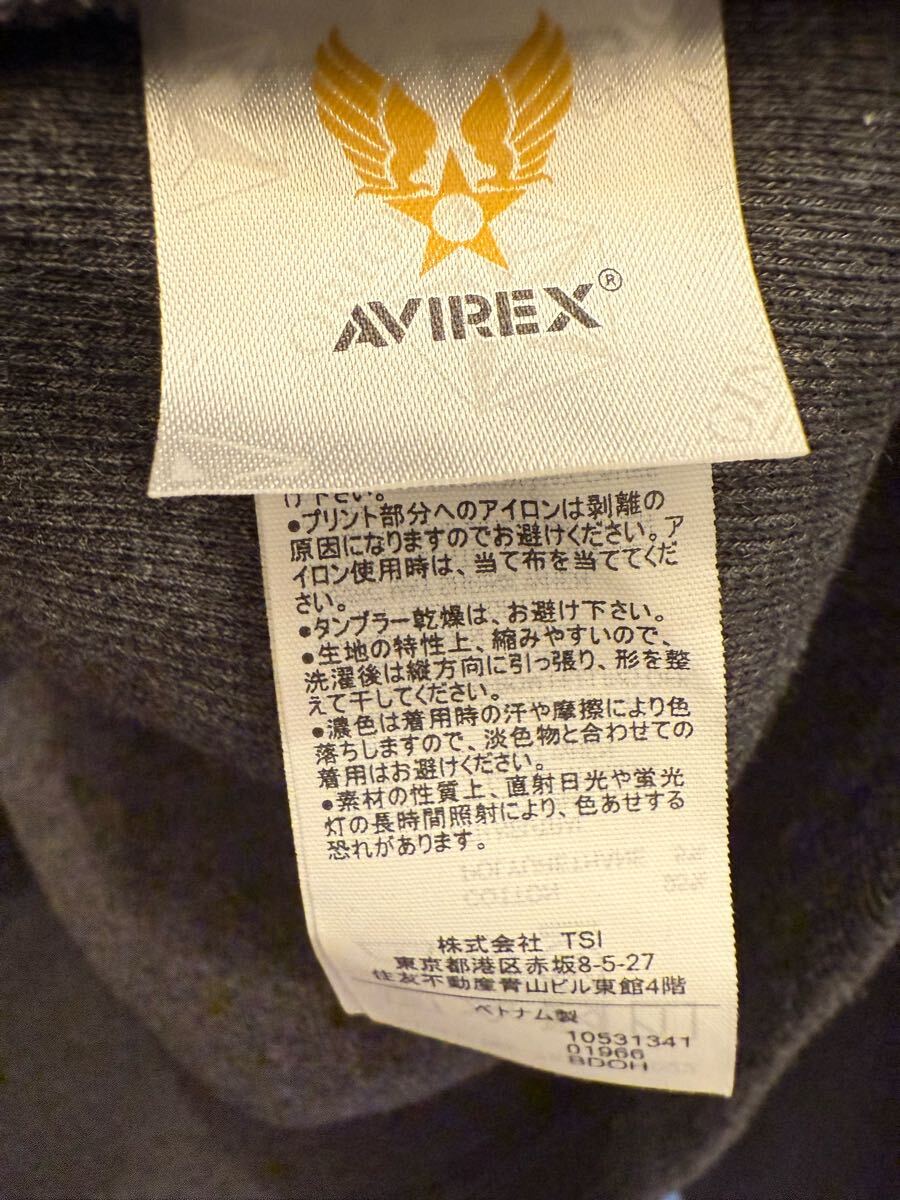 AVIREX®
け下さい。
●プリント部分へのアイロンは剥離の
原因になりますのでお避けください。ア
イロン使用時は、当て布を当ててくだ
さい。
●タンブラー乾燥は、お避け下さい。
●生地の特性上、縮みやすいので、
洗濯後は縦方向に引っ張り、形を整
えて干してください。
●濃色は着用時の汗や摩擦により色
落ちしますので、淡色物と合わせての
着用はお避けください。
●素材の性質上、直射日光や蛍光
灯の長時間照射により、色あせする
恐れがあります。
株式会社 TSI
東京都港区赤坂8-5-27
住友不動産青山ビル東館4階
ベトナム製
10531341
01966
BDOH